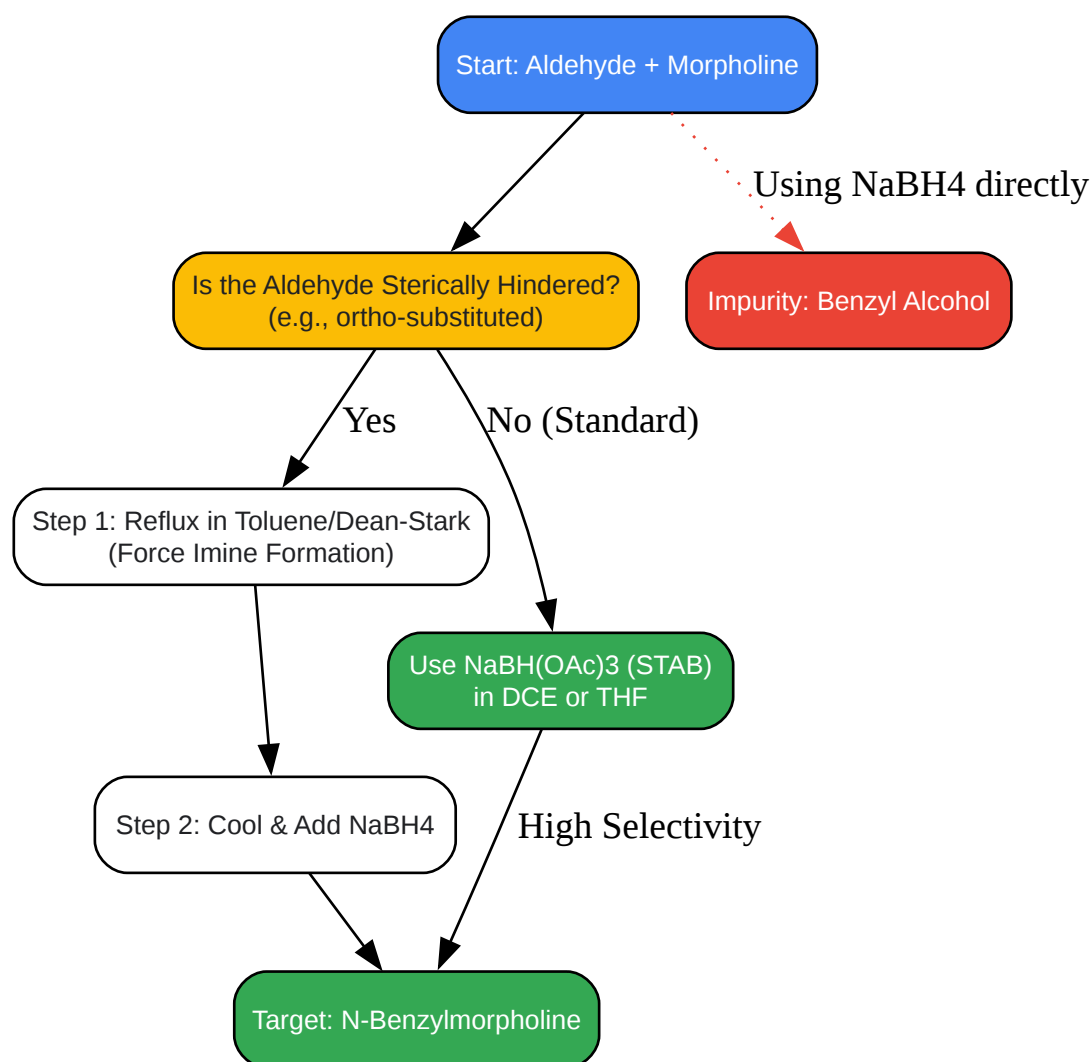 Start: Aldehyde + Morpholine
Using NaBH4 directly
Is the Aldehyde Sterically Hindered?
(e.g., ortho-substituted)
Impurity: Benzyl Alcohol
Yes
No (Standard)
Step 1: Reflux in Toluene/Dean-Stark
(Force Imine Formation)
Use NaBH(OAc)3 (STAB)
in DCE or THF
Step 2: Cool & Add NaBH4
High Selectivity
Target: N-Benzylmorpholine